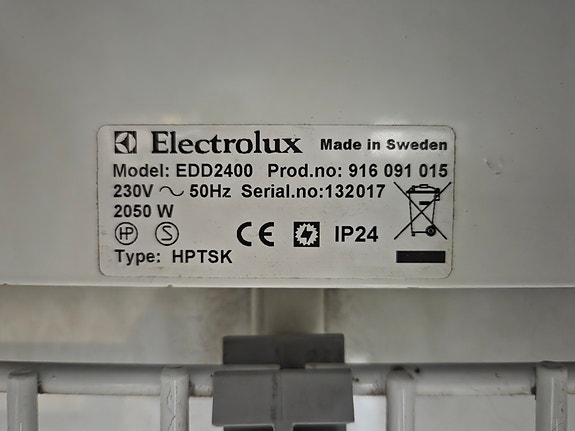 Electrolux Made in Sweden
Model: EDD2400 Prod.no: 916 091 015
230V ~ 50Hz Serial.no:132017
2050 W
HP S CE IP24
Type: HPTSK